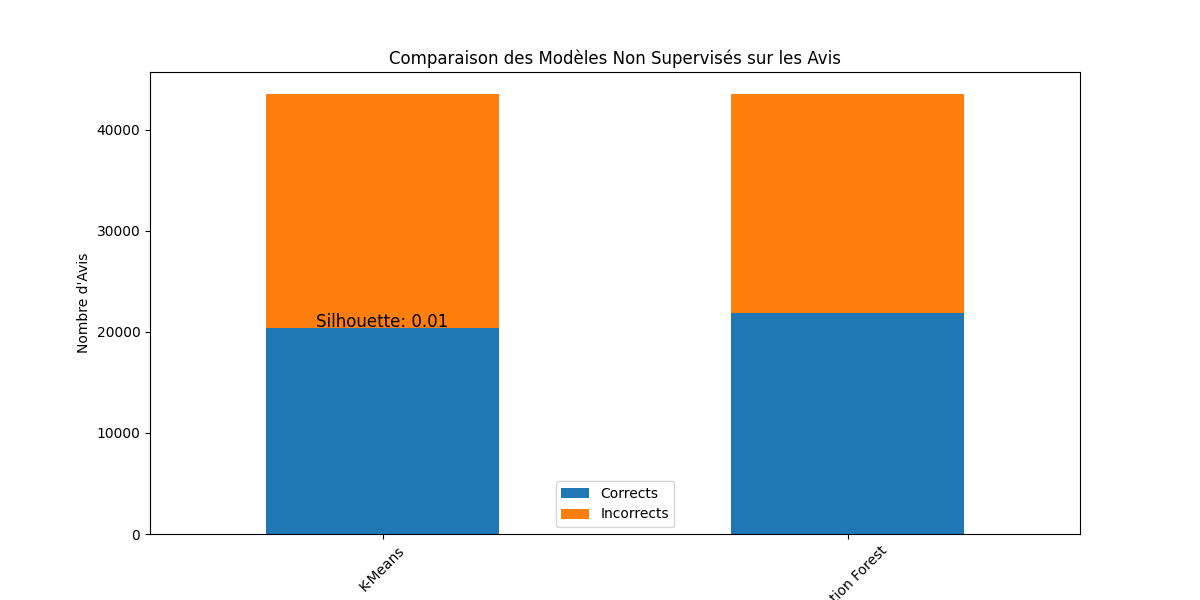 Comparaison des Modèles Non Supervisés sur les Avis
Nombre d'Avis
40000
30000
20000
10000
0
Silhouette: 0.01
Corrects
Incorrects
K-Means
tion Forest